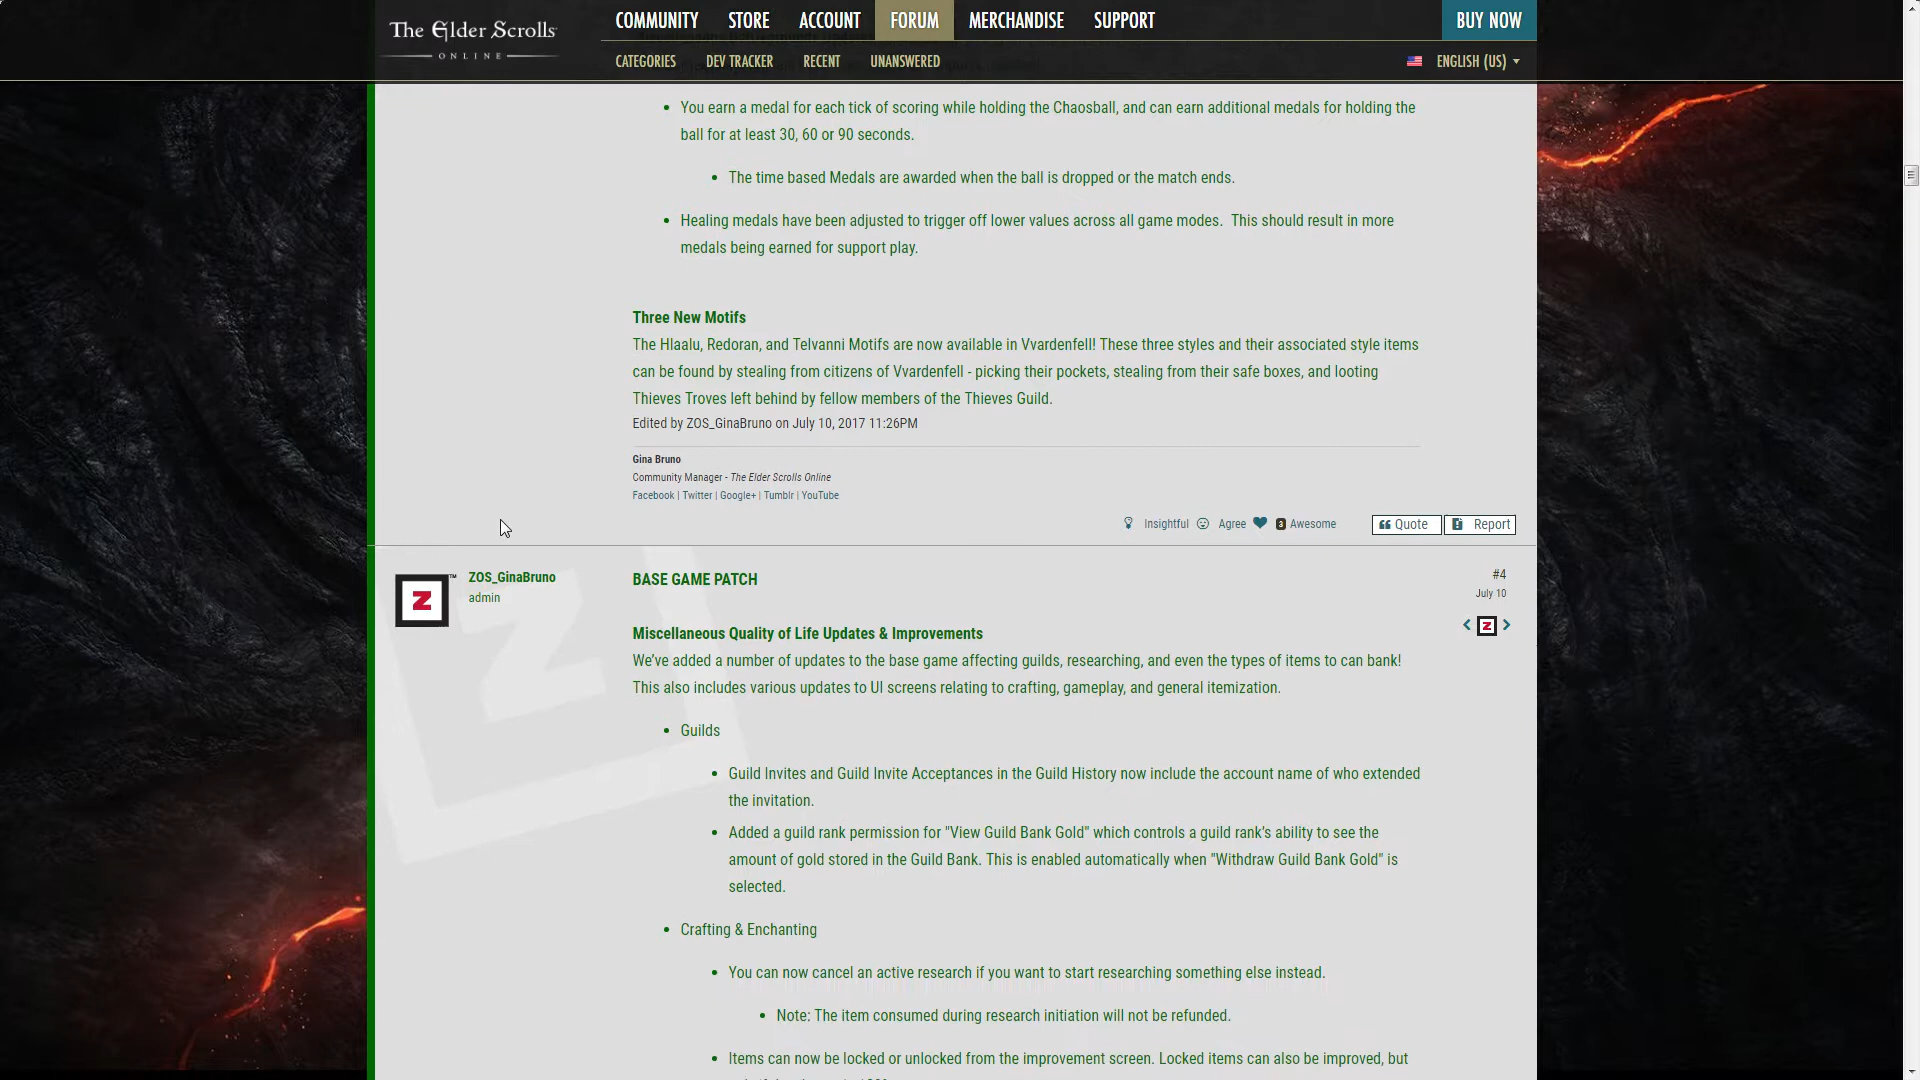 The Elder Scrolls
ONLINE
COMMUNITY STORE ACCOUNT FORUM MERCHANDISE SUPPORT BUY NOW
CATEGORIES DEV TRACKER RECENT UNANSWERED ENGLISH (US)
• You earn a medal for each tick of scoring while holding the Chaosball, and can earn additional medals for holding the
ball for at least 30, 60 or 90 seconds.
• The time based Medals are awarded when the ball is dropped or the match ends.
• Healing medals have been adjusted to trigger off lower values across all game modes.  This should result in more
medals being earned for support play.
Three New Motifs
The Hlaalu, Redoran, and Telvanni Motifs are now available in Vvardenfell! These three styles and their associated style items
can be found by stealing from citizens of Vvardenfell - picking their pockets, stealing from their safe boxes, and looting
Thieves Troves left behind by fellow members of the Thieves Guild.
Edited by ZOS_GinaBruno on July 10, 2017 11:26PM
Gina Bruno
Community Manager - The Elder Scrolls Online
Facebook | Twitter | Google+ | Tumblr | YouTube
Insightful Agree 3 Awesome Quote Report
ZOS_GinaBruno
admin
BASE GAME PATCH
#4
July 10
Miscellaneous Quality of Life Updates & Improvements
We've added a number of updates to the base game affecting guilds, researching, and even the types of items to can bank!
This also includes various updates to UI screens relating to crafting, gameplay, and general itemization.
• Guilds
• Guild Invites and Guild Invite Acceptances in the Guild History now include the account name of who extended
the invitation.
• Added a guild rank permission for "View Guild Bank Gold" which controls a guild rank's ability to see the
amount of gold stored in the Guild Bank. This is enabled automatically when "Withdraw Guild Bank Gold" is
selected.
• Crafting & Enchanting
• You can now cancel an active research if you want to start researching something else instead.
• Note: The item consumed during research initiation will not be refunded.
• Items can now be locked or unlocked from the improvement screen. Locked items can also be improved, but